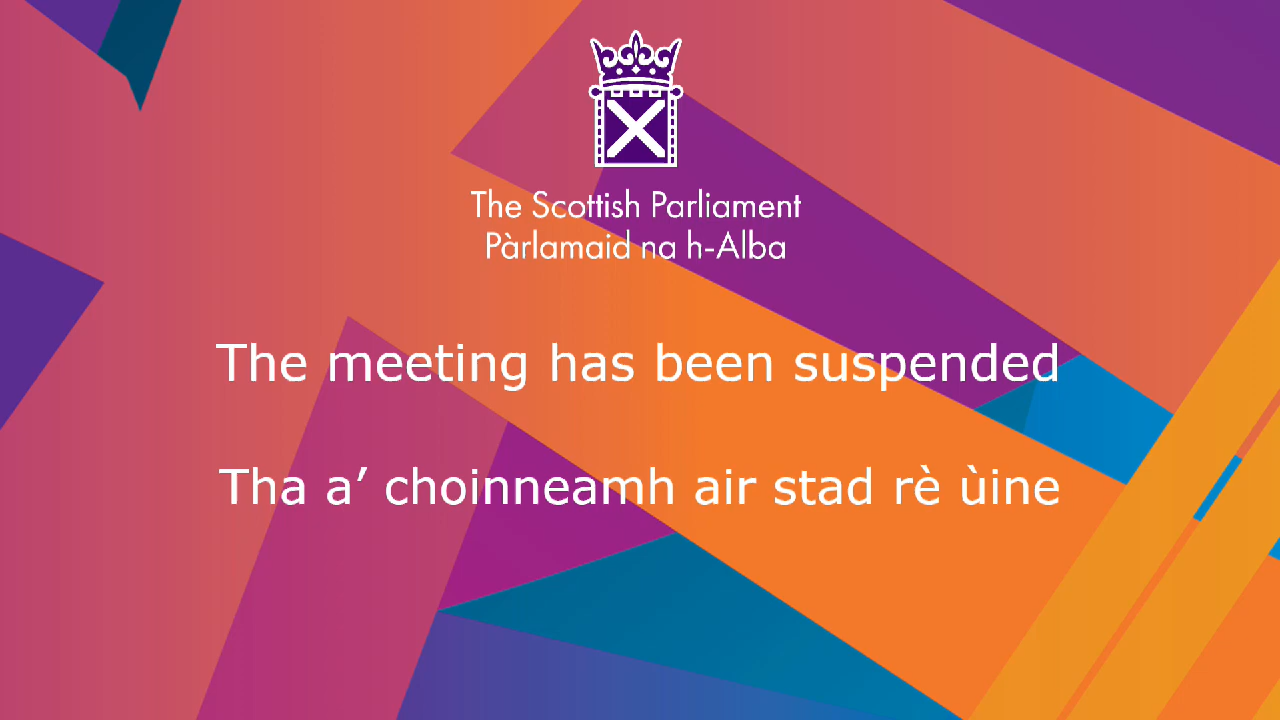 The Scottish Parliament
Pàrlamaid na h-Alba
The meeting has been suspended
Tha a’ choinneamh air stad rè ùine